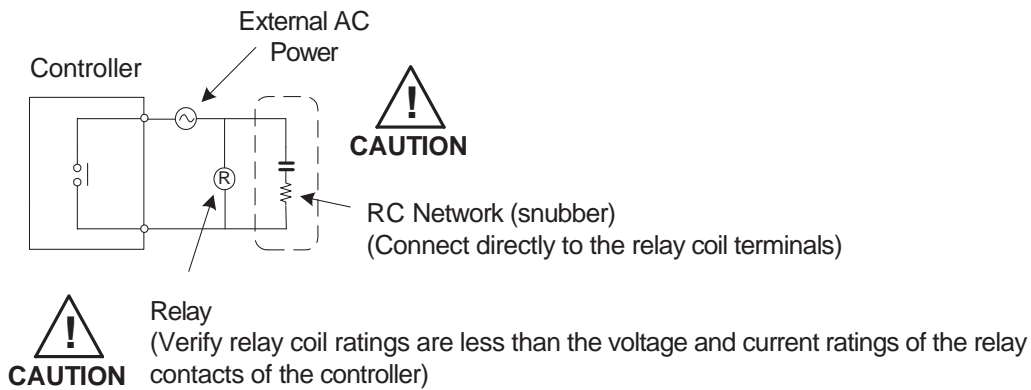 External AC
Power
Controller
!
CAUTION
R
RC Network (snubber)
(Connect directly to the relay coil terminals)
!
CAUTION
Relay
(Verify relay coil ratings are less than the voltage and current ratings of the relay
contacts of the controller)